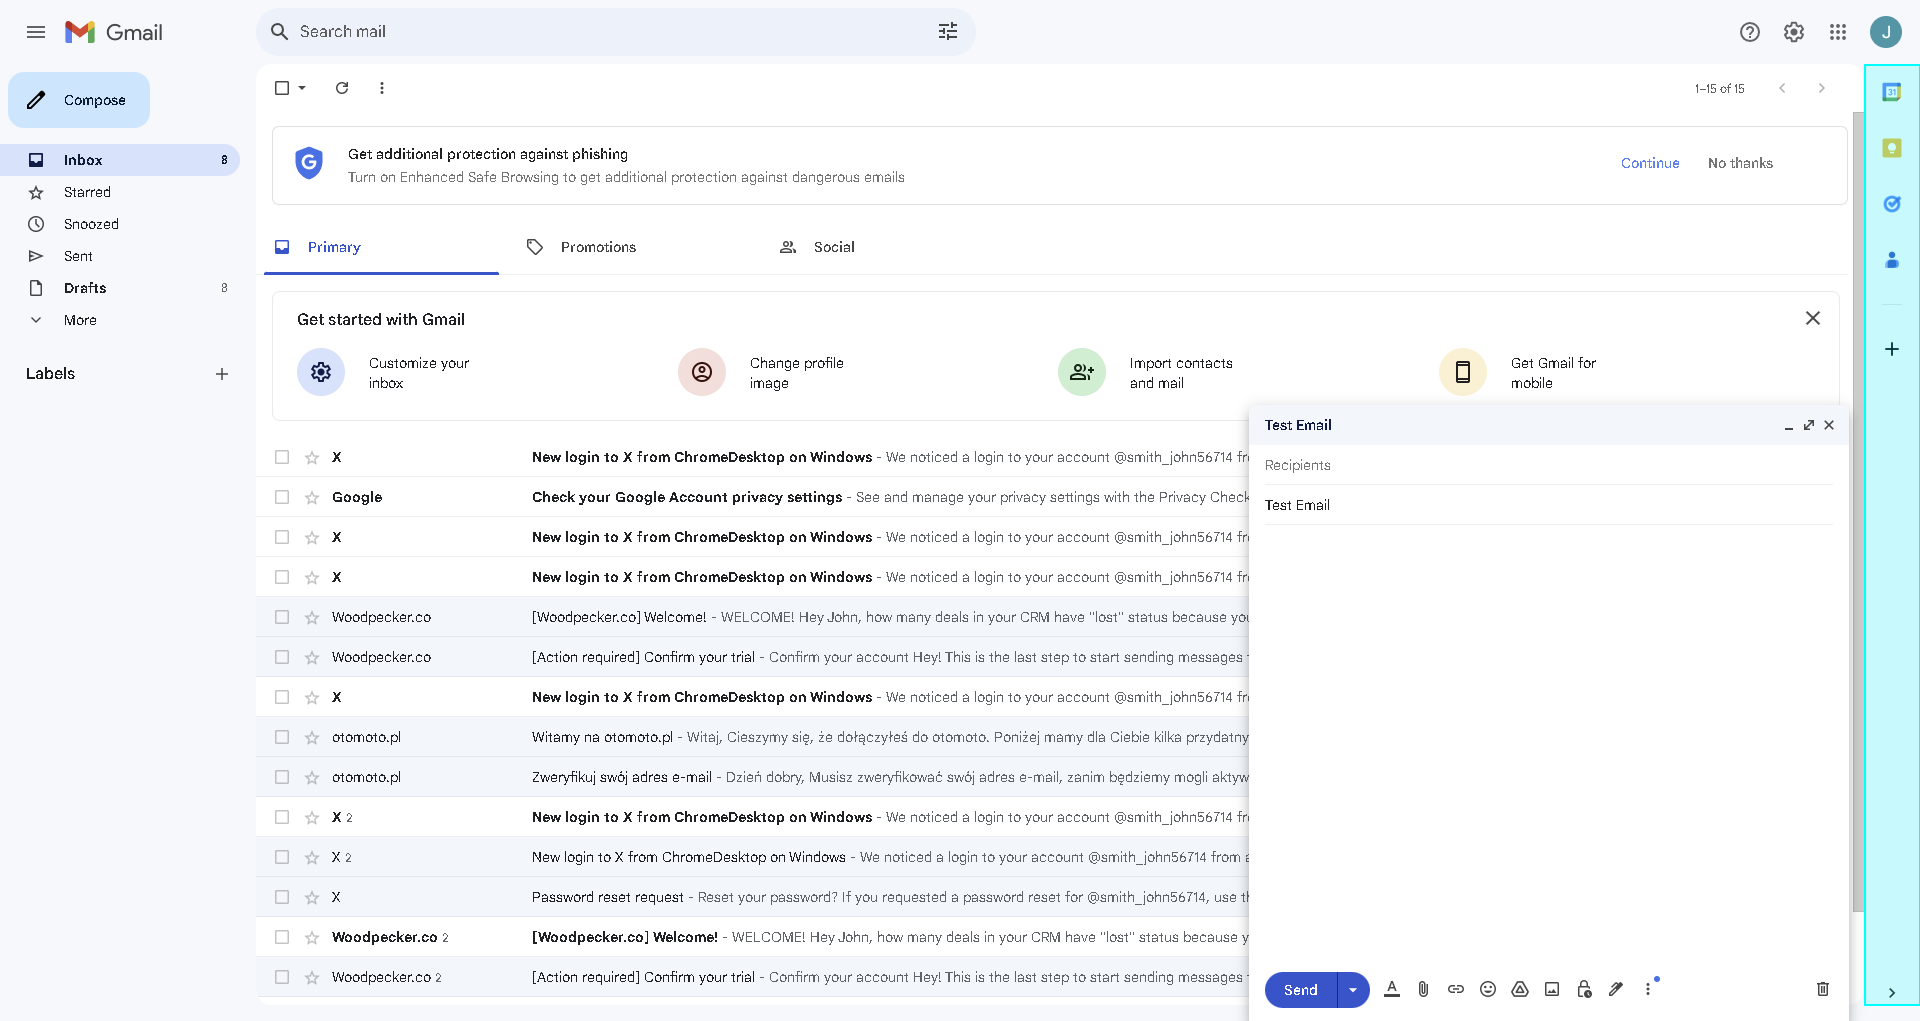 Gmail
Search mail
J
Compose
1–15 of 15
31
Get additional protection against phishing
Turn on Enhanced Safe Browsing to get additional protection against dangerous emails
Continue
No thanks
Inbox 8
Starred
Snoozed
Sent
Drafts 8
More
Labels
Primary
Promotions
Social
Get started with Gmail
Customize your
inbox
Change profile
image
Import contacts
and mail
Get Gmail for
mobile
X New login to X from ChromeDesktop on Windows - We noticed a login to your account @smith_john56714
Google Check your Google Account privacy settings - See and manage your privacy settings with the Privacy Check
X New login to X from ChromeDesktop on Windows - We noticed a login to your account @smith_john56714
X New login to X from ChromeDesktop on Windows - We noticed a login to your account @smith_john56714
Woodpecker.co [Woodpecker.co] Welcome! - WELCOME! Hey John, how many deals in your CRM have "lost" status because you
Woodpecker.co [Action required] Confirm your trial - Confirm your account Hey! This is the last step to start sending messages
X New login to X from ChromeDesktop on Windows - We noticed a login to your account @smith_john56714
otomoto.pl Witamy na otomoto.pl - Witaj, Cieszymy się, że dołączyłeś do otomoto. Poniżej mamy dla Ciebie kilka przydatny
otomoto.pl Zweryfikuj swój adres e-mail - Dzień dobry, Musisz zweryfikować swój adres e-mail, zanim będziemy mogli aktyw
X 2 New login to X from ChromeDesktop on Windows - We noticed a login to your account @smith_john56714
X 2 New login to X from ChromeDesktop on Windows - We noticed a login to your account @smith_john56714 from
X Password reset request - Reset your password? If you requested a password reset for @smith_john56714, use
Woodpecker.co 2 [Woodpecker.co] Welcome! - WELCOME! Hey John, how many deals in your CRM have "lost" status because
Woodpecker.co 2 [Action required] Confirm your trial - Confirm your account Hey! This is the last step to start sending messages
Test Email
Recipients
Test Email
Send